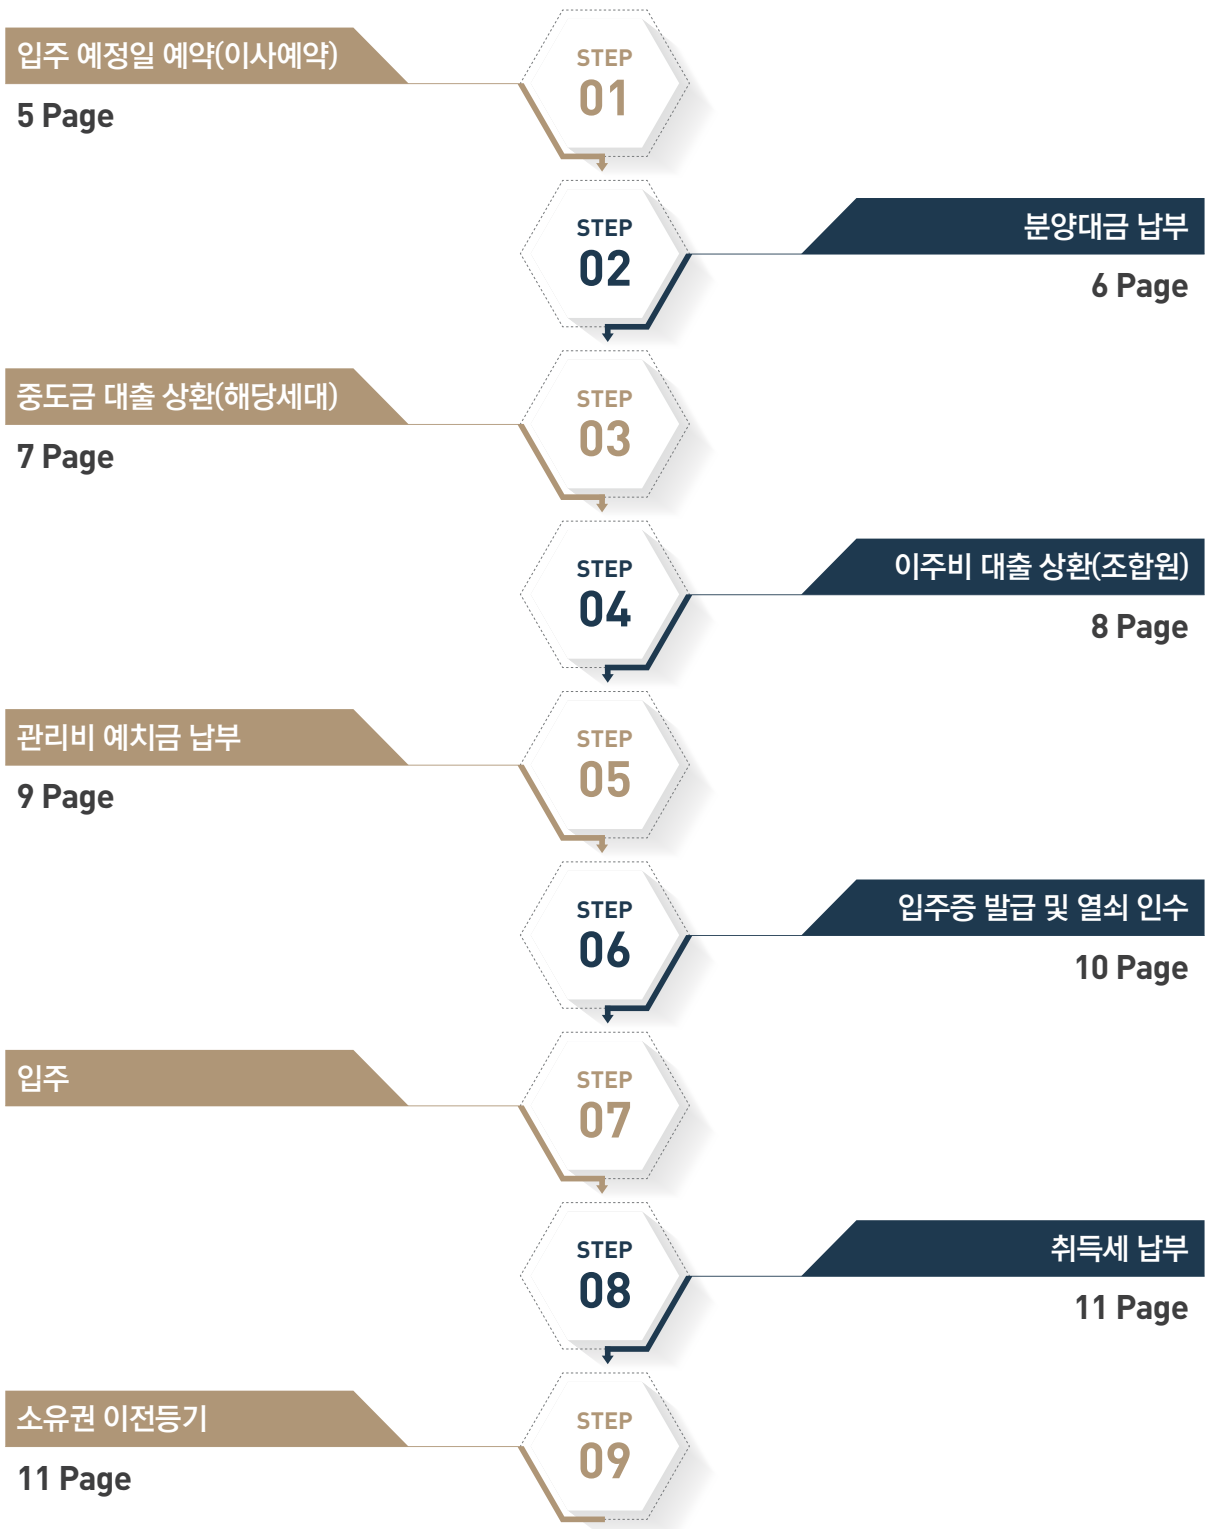 입주 예정일 예약(이사예약)
5 Page
STEP
01
STEP
02
분양대금 납부
6 Page
중도금 대출 상환(해당세대)
7 Page
STEP
03
STEP
04
이주비 대출 상환(조합원)
8 Page
관리비 예치금 납부
9 Page
STEP
05
STEP
06
입주증 발급 및 열쇠 인수
10 Page
입주
STEP
07
STEP
08
취득세 납부
11 Page
소유권 이전등기
11 Page
STEP
09